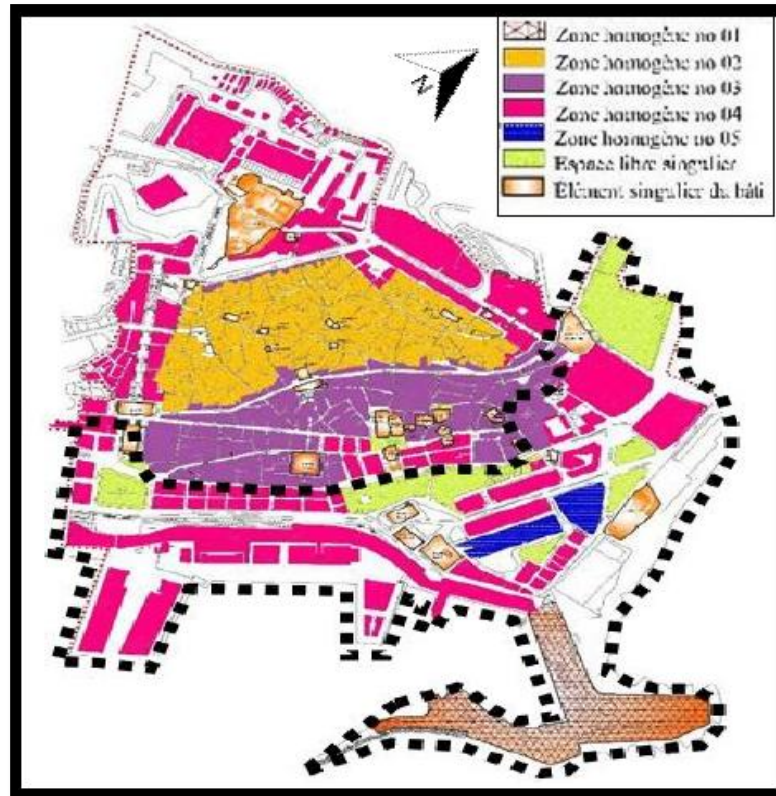 Zone homogène no 01
Zone homogène no 02
Zone homogène no 03
Zone homogène no 04
Zone homogène no 05
Espace libre singulier
Élément singulier du bâti
N